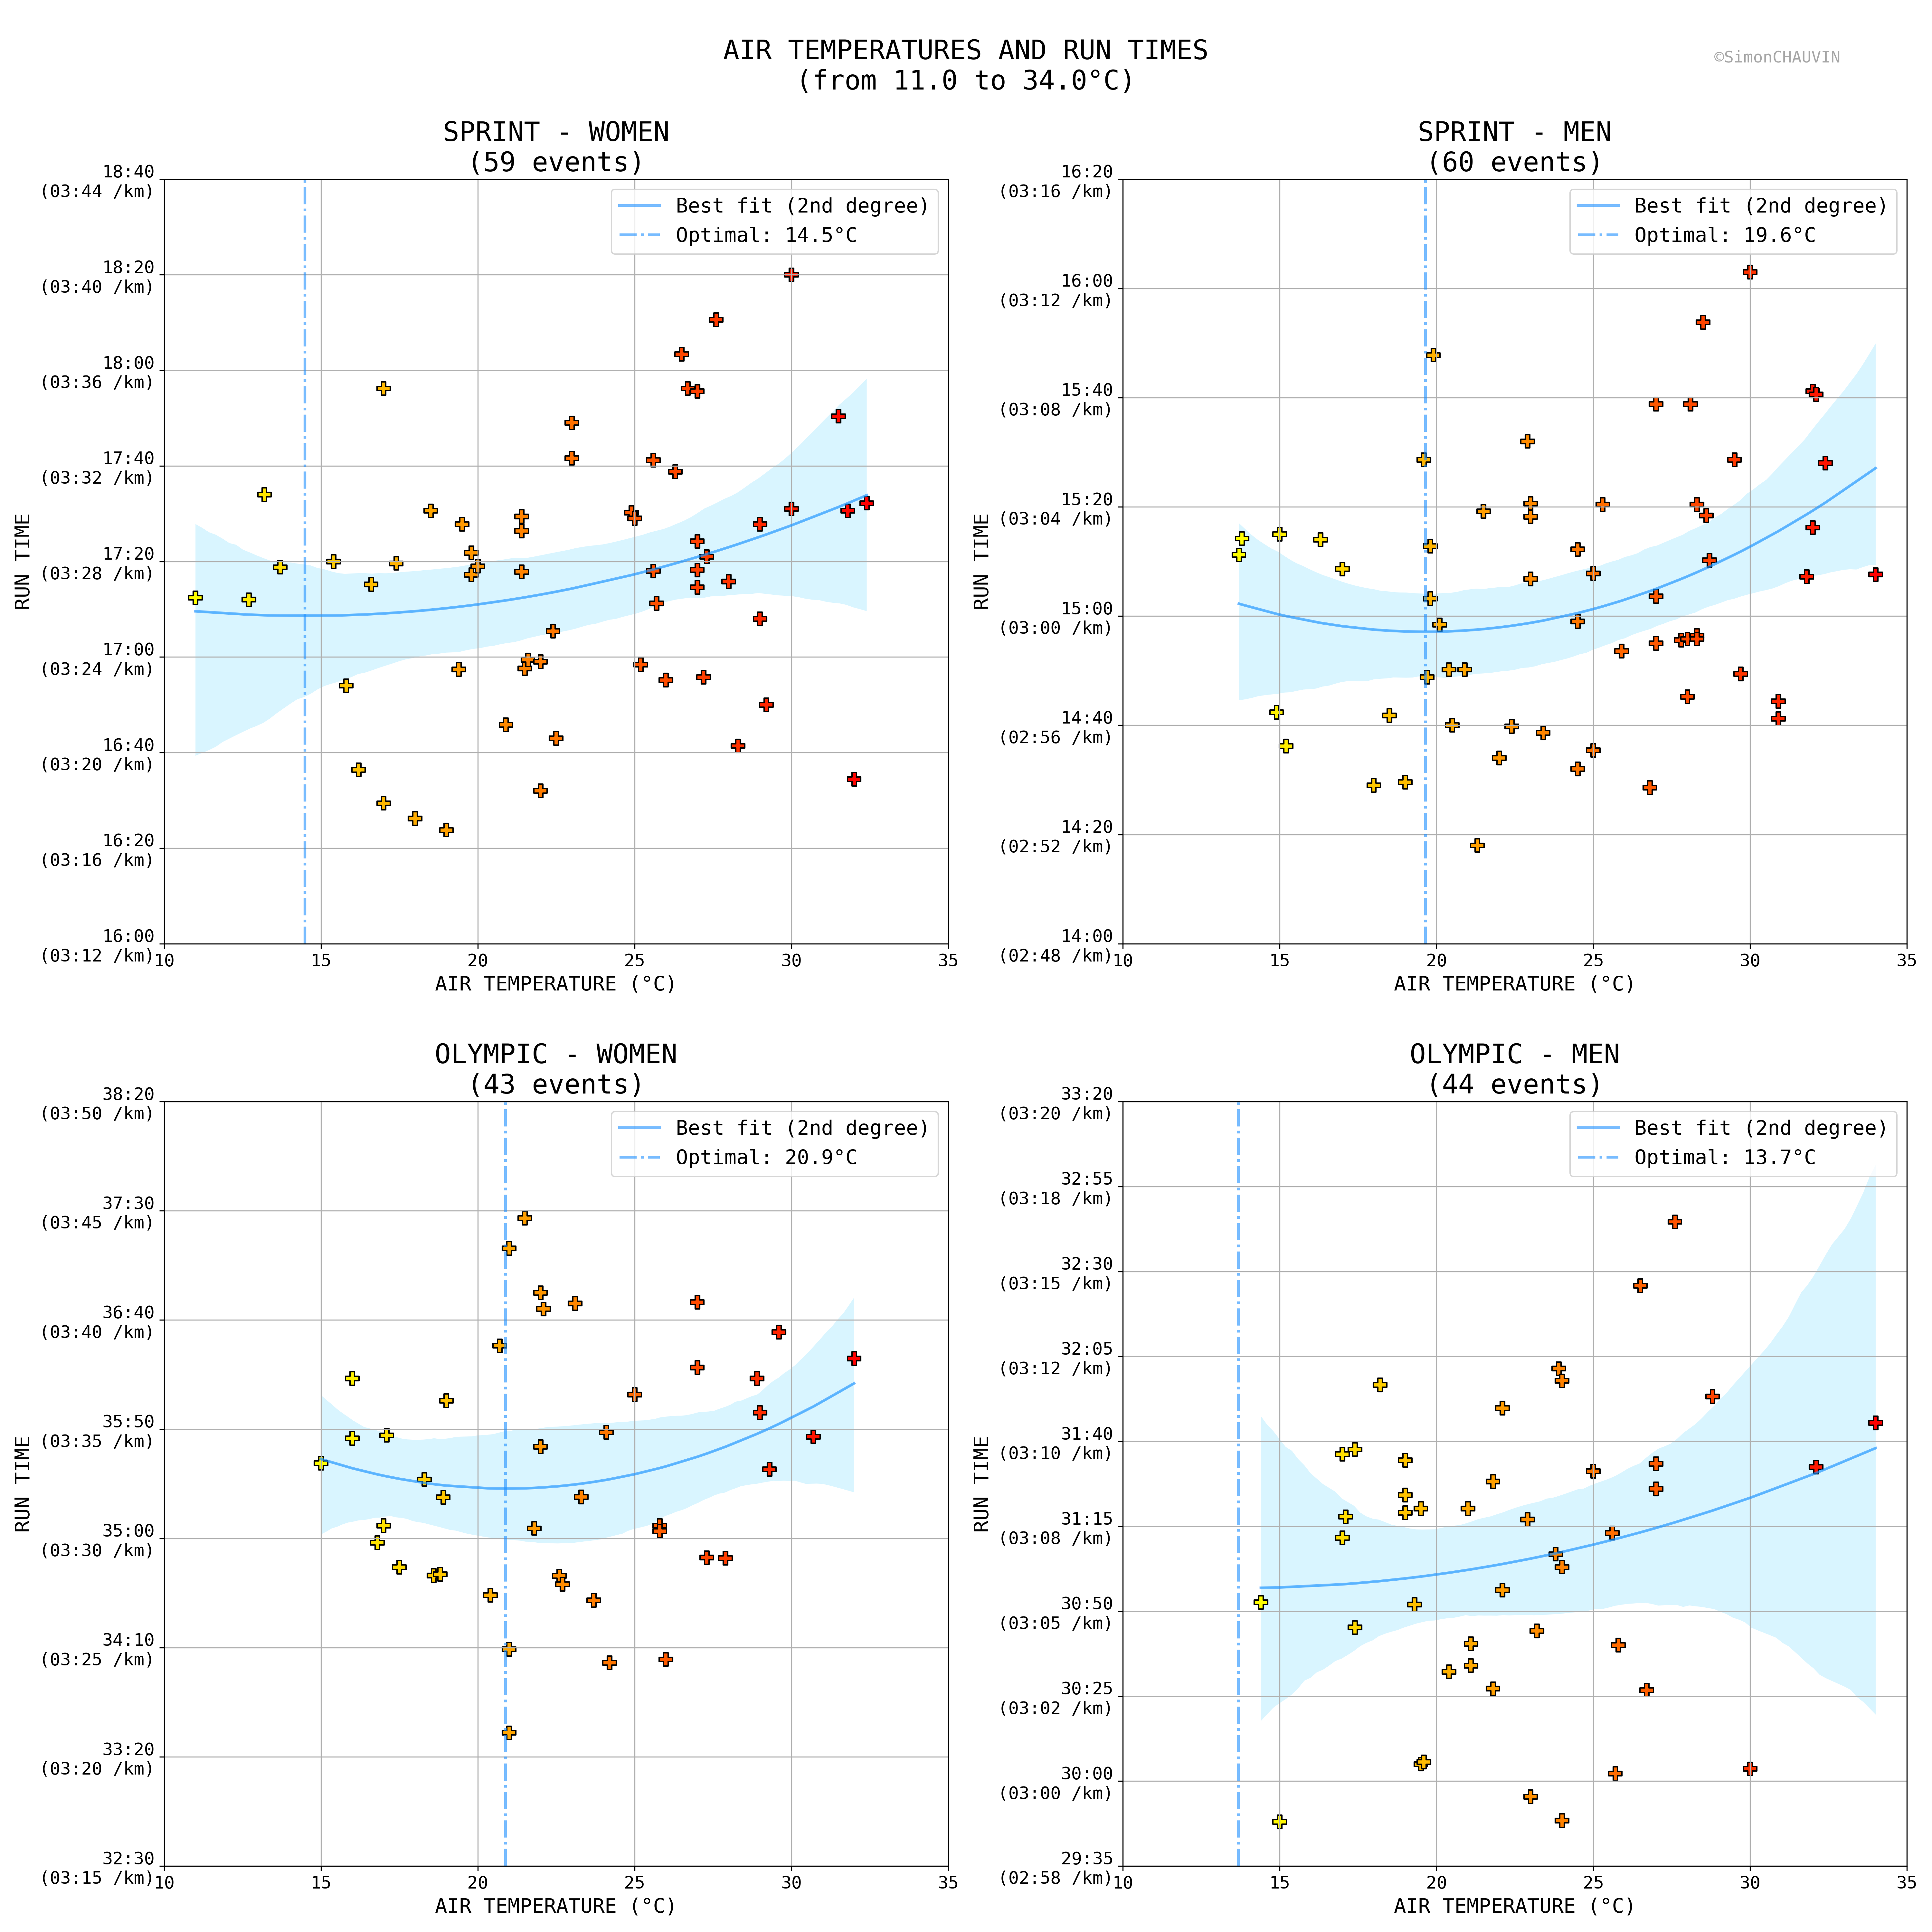 AIR TEMPERATURES AND RUN TIMES
(from 11.0 to 34.0°C)
©SimonCHAUVIN
SPRINT - WOMEN
(59 events)
18:40
(03:44 /km)
18:20
(03:40 /km)
18:00
(03:36 /km)
17:40
(03:32 /km)
17:20
(03:28 /km)
17:00
(03:24 /km)
16:40
(03:20 /km)
16:20
(03:16 /km)
16:00
(03:12 /km)
RUN TIME
Best fit (2nd degree)
Optimal: 14.5°C
10 15 20 25 30 35
AIR TEMPERATURE (°C)
SPRINT - MEN
(60 events)
16:20
(03:16 /km)
16:00
(03:12 /km)
15:40
(03:08 /km)
15:20
(03:04 /km)
15:00
(03:00 /km)
14:40
(02:56 /km)
14:20
(02:52 /km)
14:00
(02:48 /km)
RUN TIME
Best fit (2nd degree)
Optimal: 19.6°C
10 15 20 25 30 35
AIR TEMPERATURE (°C)
OLYMPIC - WOMEN
(43 events)
38:20
(03:50 /km)
37:30
(03:45 /km)
36:40
(03:40 /km)
35:50
(03:35 /km)
35:00
(03:30 /km)
34:10
(03:25 /km)
33:20
(03:20 /km)
32:30
(03:15 /km)
RUN TIME
Best fit (2nd degree)
Optimal: 20.9°C
10 15 20 25 30 35
AIR TEMPERATURE (°C)
OLYMPIC - MEN
(44 events)
33:20
(03:20 /km)
32:55
(03:18 /km)
32:30
(03:15 /km)
32:05
(03:12 /km)
31:40
(03:10 /km)
31:15
(03:08 /km)
30:50
(03:05 /km)
30:25
(03:02 /km)
30:00
(03:00 /km)
29:35
(02:58 /km)
RUN TIME
Best fit (2nd degree)
Optimal: 13.7°C
10 15 20 25 30 35
AIR TEMPERATURE (°C)